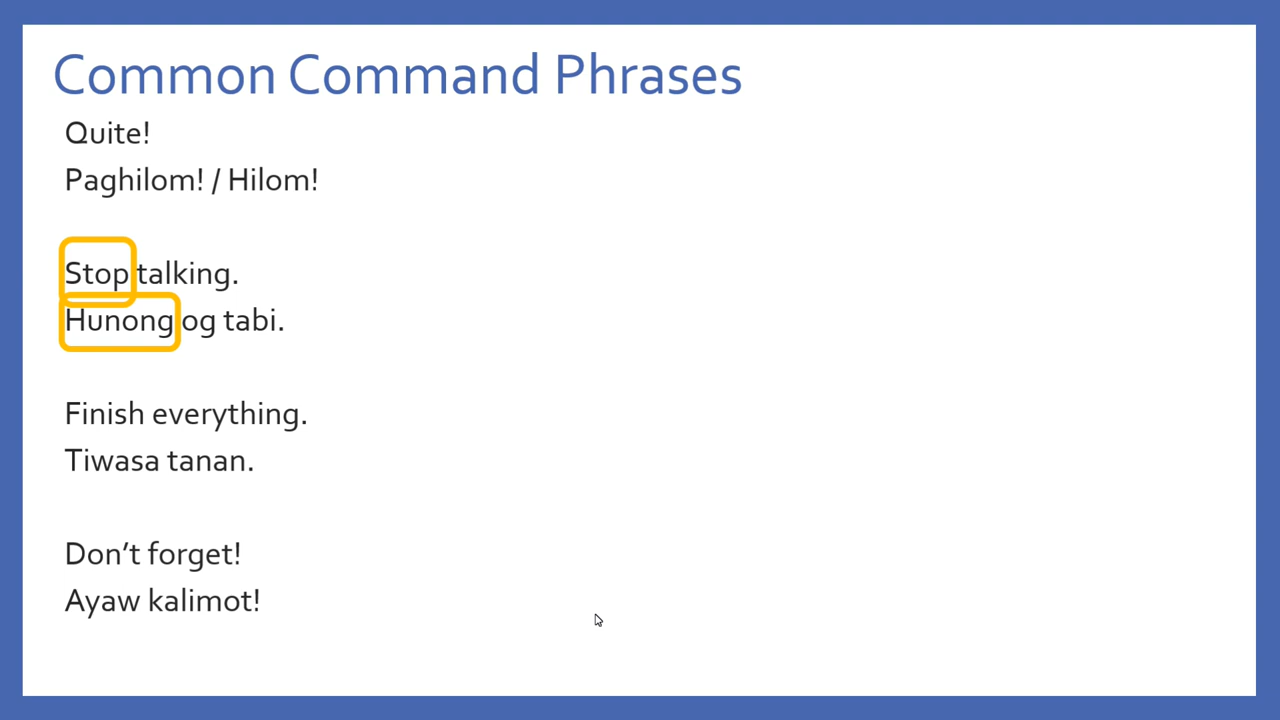 Common Command Phrases
Quite!
Paghilom! / Hilom!
Stop talking.
Hunong og tabi.
Finish everything.
Tiwasa tanan.
Don’t forget!
Ayaw kalimot!